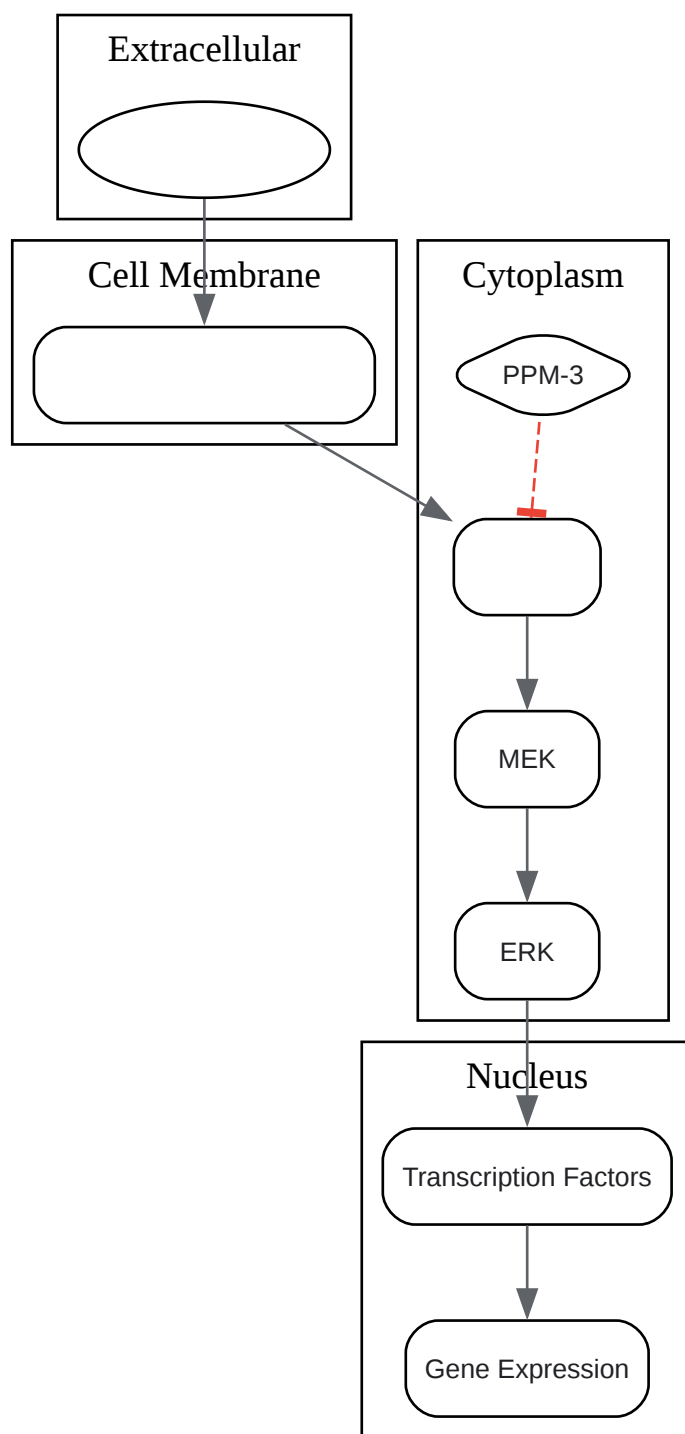 Extracellular
Cell Membrane
Cytoplasm
PPM-3
MEK
ERK
Nucleus
Transcription Factors
Gene Expression